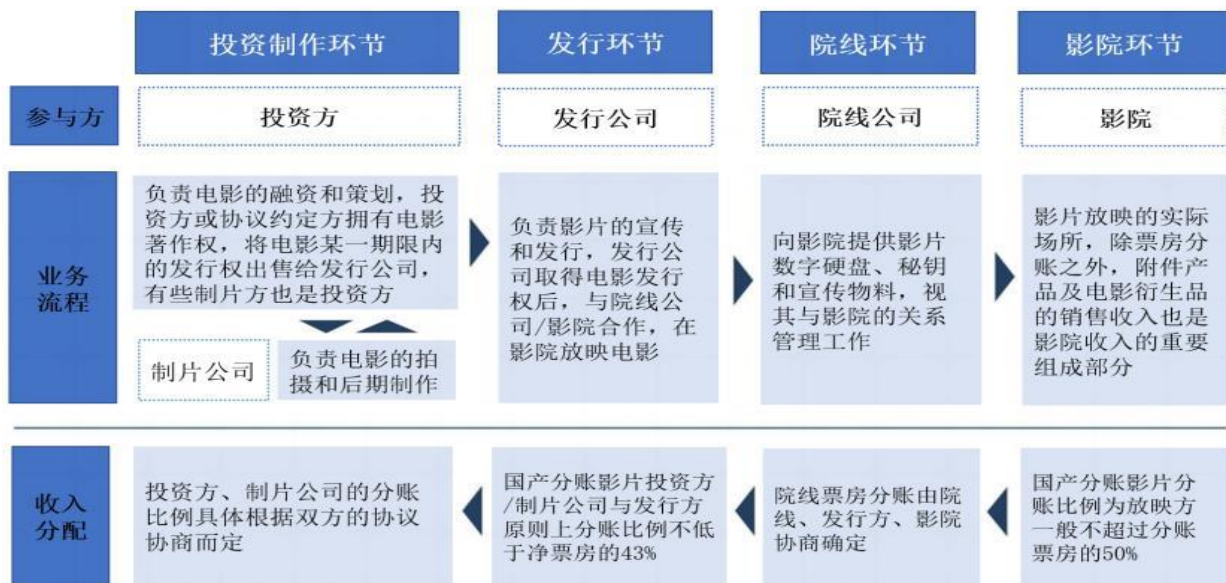 投资制作环节
发行环节
院线环节
影院环节
参与方
投资方
发行公司
院线公司
影院
业务
流程
负责电影的融资和策划，投
资方或协议约定方拥有电影
著作权，将电影某一期限内
的发行权出售给发行公司，
有些制片方也是投资方
制片公司
负责电影的拍
摄和后期制作
负责影片的宣传
和发行，发行公
司取得电影发行
权后，与院线公
司/影院合作，在
影院放映电影
向影院提供影片
数字硬盘、秘钥
和宣传物料，视
其与影院的关系
管理工作
影片放映的实际
场所，除票房分
账之外，附件产
品及电影衍生品
的销售收入也是
影院收入的重要
组成部分
收入
分配
投资方、制片公司的分账
比例具体根据双方的协议
协商而定
国产分账影片投资方
/制片公司与发行方
原则上分账比例不低
于净票房的43%
院线票房分账由院
线、发行方、影院
协商确定
国产分账影片分
账比例为放映方
一般不超过分账
票房的50%